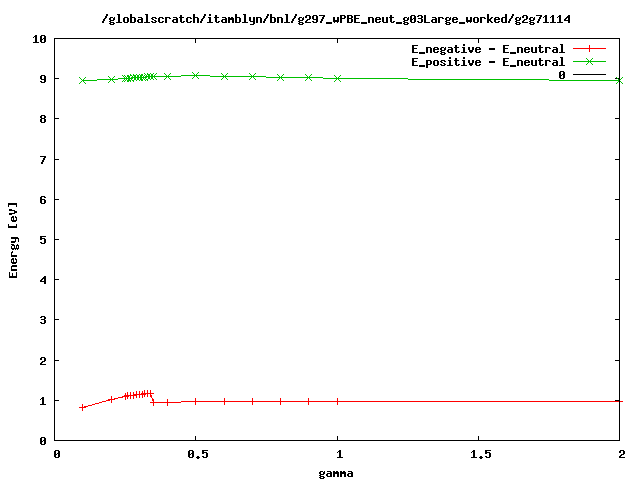 /globalscratch/itamblyn/bnl/g297_wPBE_neut_g03Large_worked/g2g71114
E_negative - E_neutral
E_positive - E_neutral
0
10
9
8
7
6
5
4
3
2
1
0
Energy [eV]
0 0.5 1 1.5 2
gamma